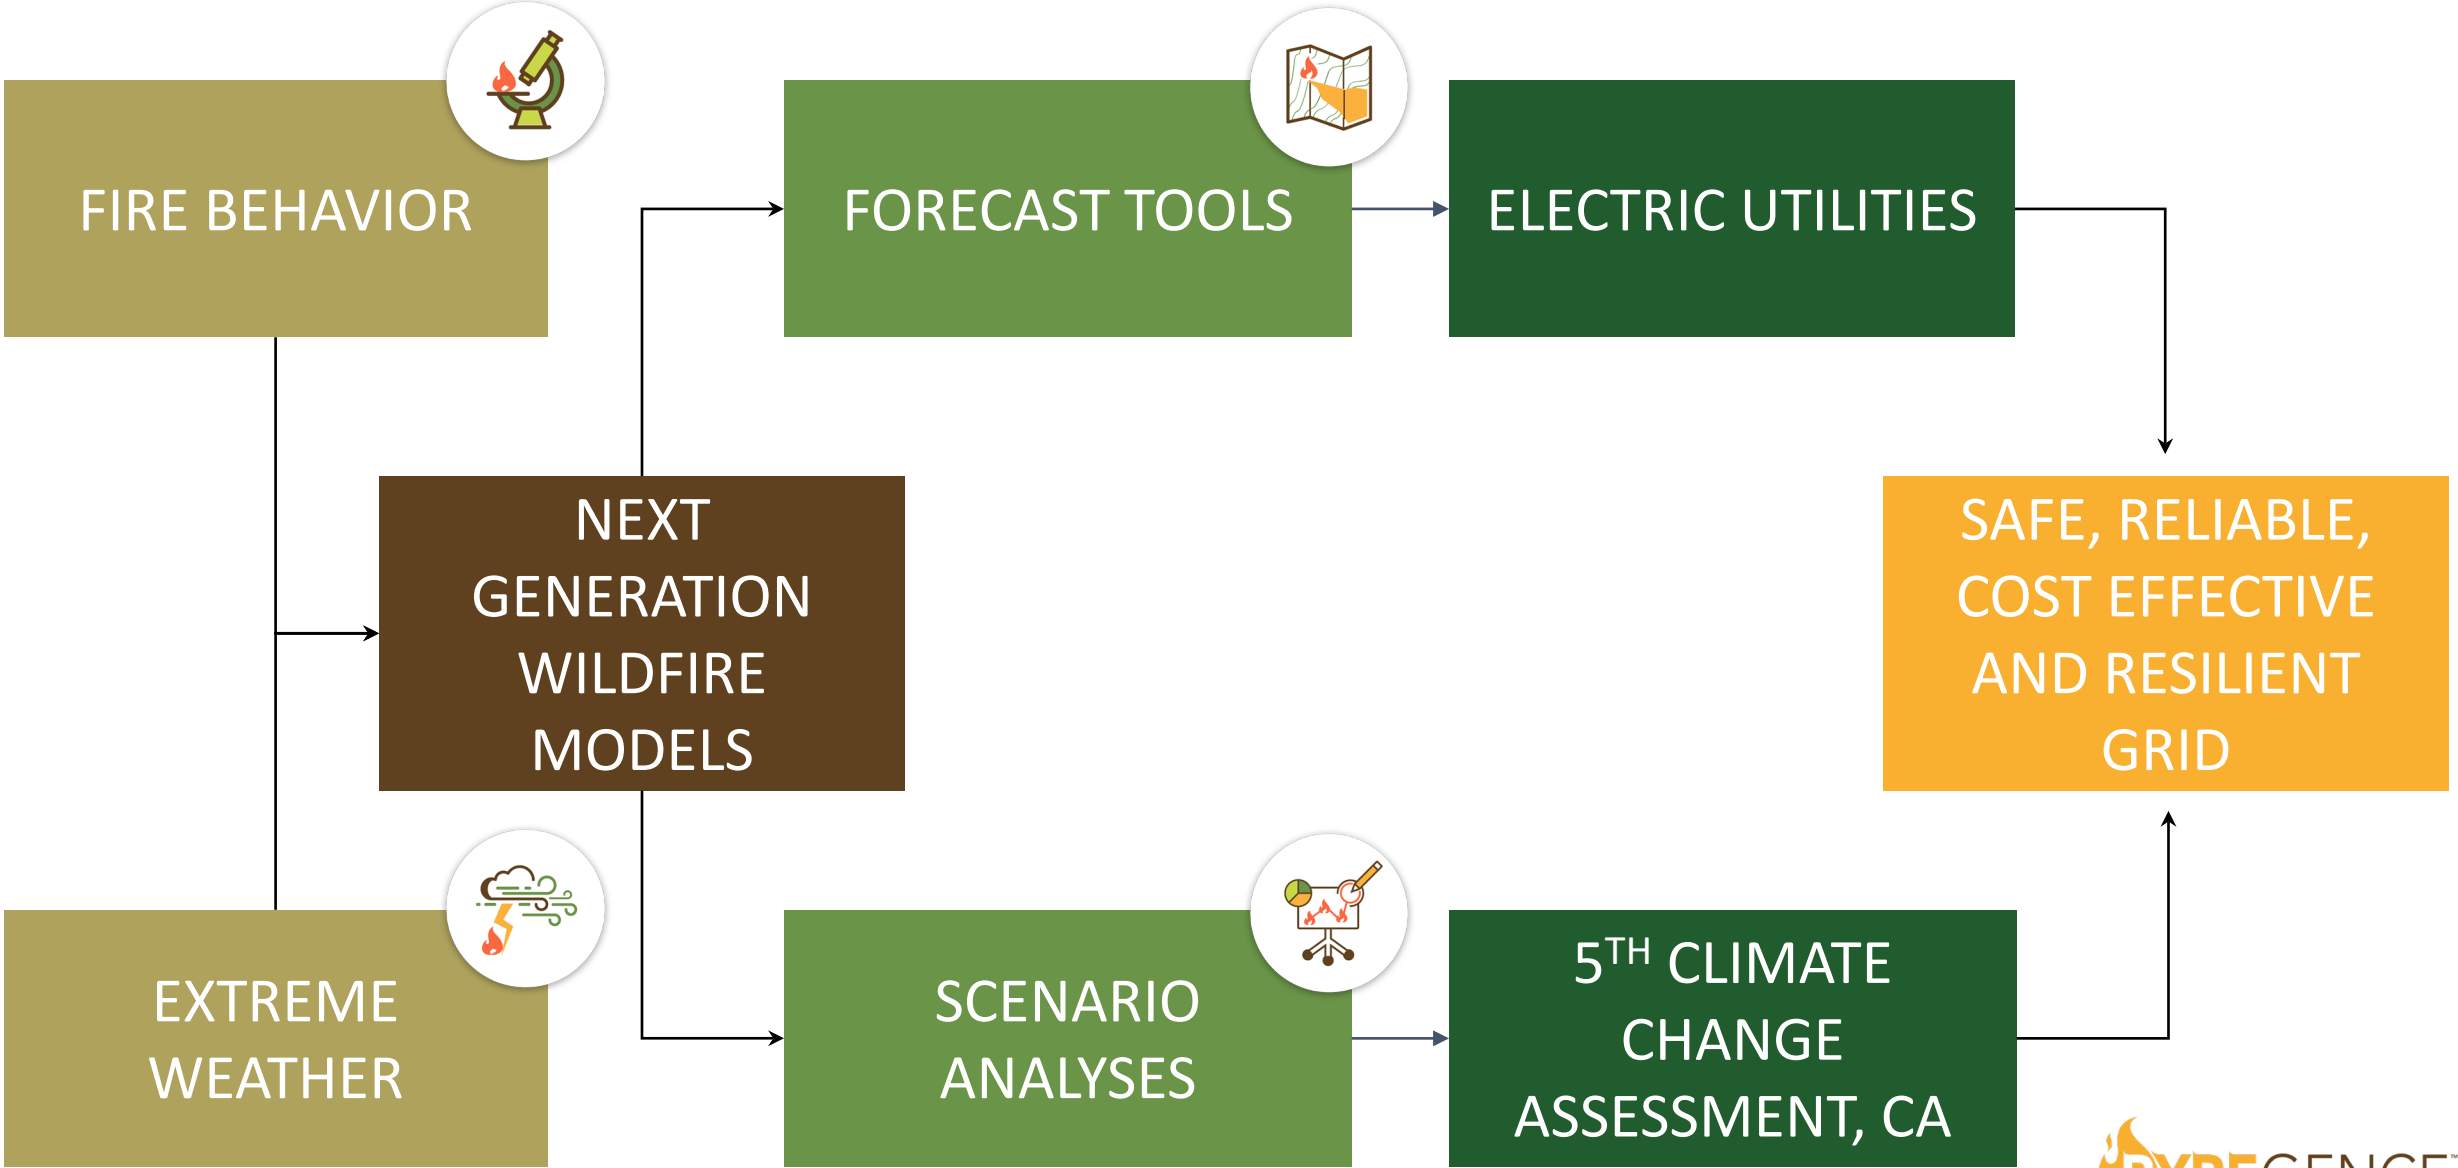 FIRE BEHAVIOR
FORECAST TOOLS
ELECTRIC UTILITIES
NEXT
GENERATION
WILDFIRE
MODELS
SAFE, RELIABLE,
COST EFFECTIVE
AND RESILIENT
GRID
EXTREME
WEATHER
SCENARIO
ANALYSES
5TH CLIMATE
CHANGE
ASSESSMENT, CA
PYREGENCE™